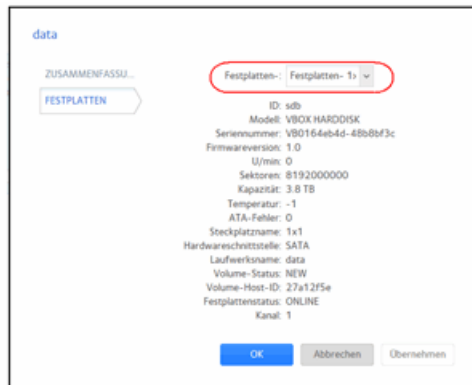 data
ZUSAMMENFASSU...
FESTPLATTEN
Festplatten-: Festplatten- 1›
ID: sdb
Modell: VBOX HARDDISK
Seriennummer: VB0164eb4d-48b8bf3c
Firmwareversion: 1.0
U/min: 0
Sektoren: 8192000000
Kapazität: 3.8 TB
Temperatur: -1
ATA-Fehler: 0
Steckplatzname: 1x1
Hardwareschnittstelle: SATA
Laufwerksname: data
Volume-Status: NEW
Volume-Host-ID: 27a12f5e
Festplattenstatus: ONLINE
Kanal: 1
OK Abbrechen Übernehmen